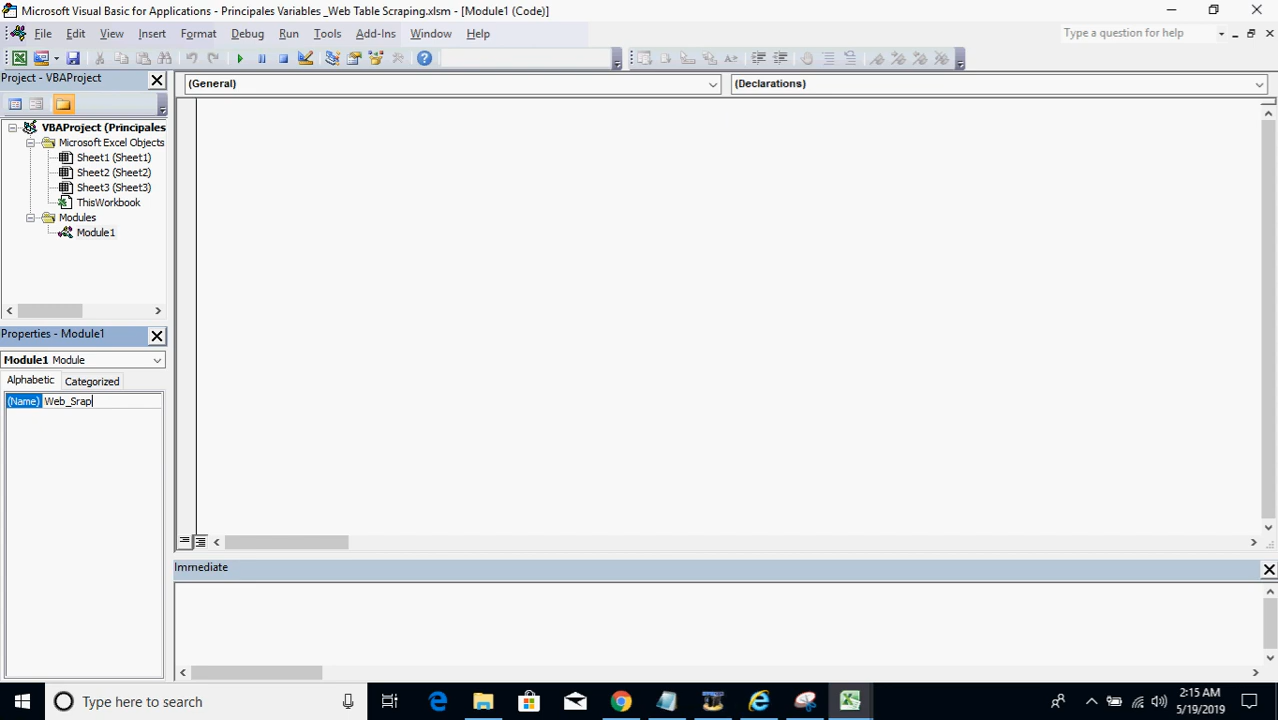 Microsoft Visual Basic for Applications - Principales Variables _Web Table Scraping.xlsm - [Module1 (Code)]
File Edit View Insert Format Debug Run Tools Add-Ins Window Help
Type a question for help
Project - VBAProject
(General)
(Declarations)
VBAProject (Principales
Microsoft Excel Objects
Sheet1 (Sheet1)
Sheet2 (Sheet2)
Sheet3 (Sheet3)
ThisWorkbook
Modules
Module1
Properties - Module1
Module1 Module
Alphabetic Categorized
(Name) Web_Srap
Immediate
Type here to search
2:15 AM
5/19/2019